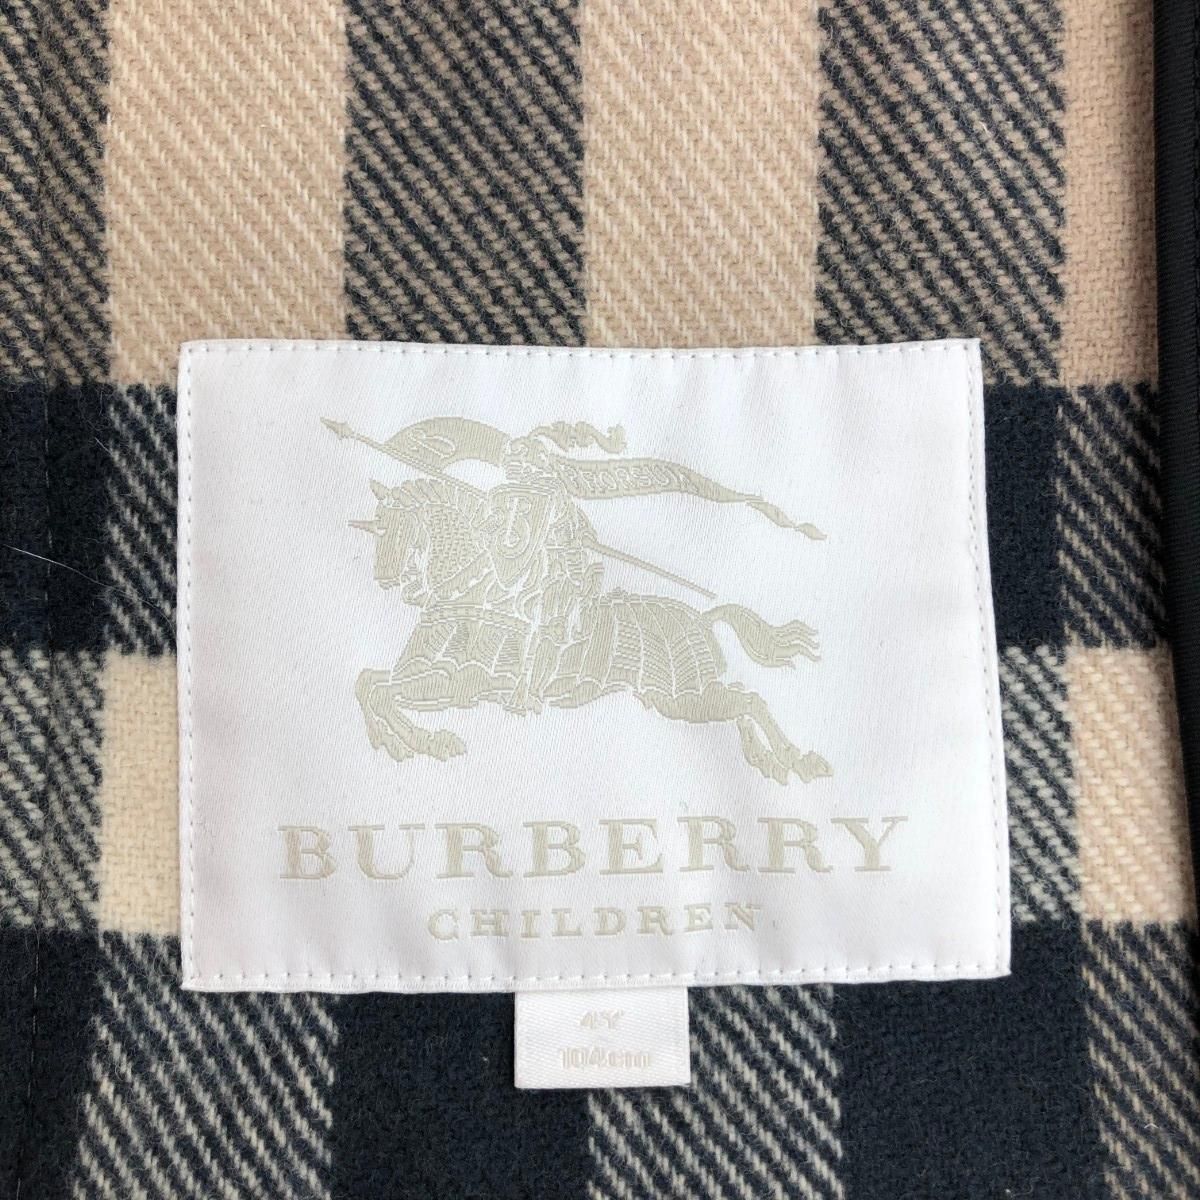 PRORSUM
B
BURBERRY
CHILDREN
4Y
104cm